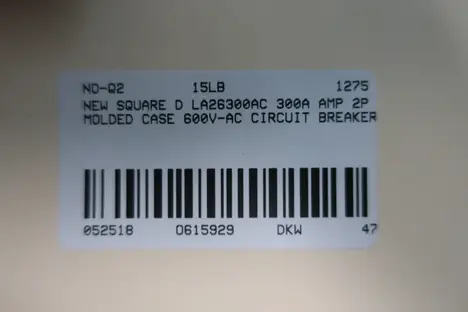 ND-Q2 15LB 1275
NEW SQUARE D LA26300AC 300A AMP 2P
MOLDED CASE 600V-AC CIRCUIT BREAKER
052518 0615929 DKW 47